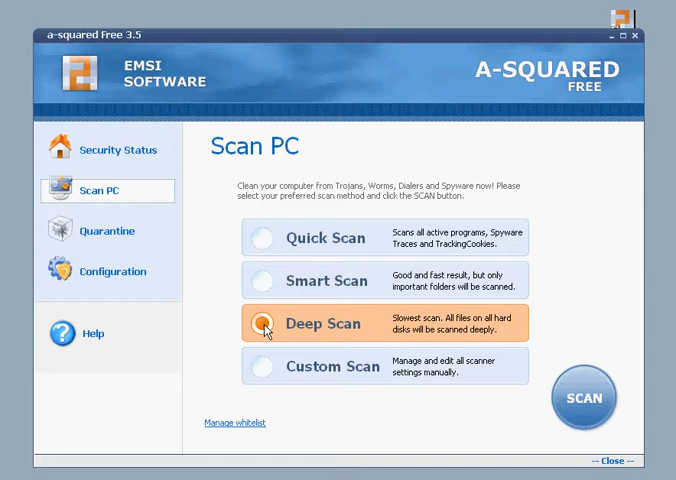 a-squared Free 3.5
EMSI
SOFTWARE
A-SQUARED
FREE
Security Status
Scan PC
Quarantine
Configuration
Help
Scan PC
Clean your computer from Trojans, Worms, Dialers and Spyware now! Please
select your preferred scan method and click the SCAN button.
Quick Scan
Scans all active programs, Spyware
Traces and TrackingCookies.
Smart Scan
Good and fast result, but only
important folders will be scanned.
Deep Scan
Slowest scan. All files on all hard
disks will be scanned deeply.
Custom Scan
Manage and edit all scanner
settings manually.
SCAN
Manage whitelist
-- Close --